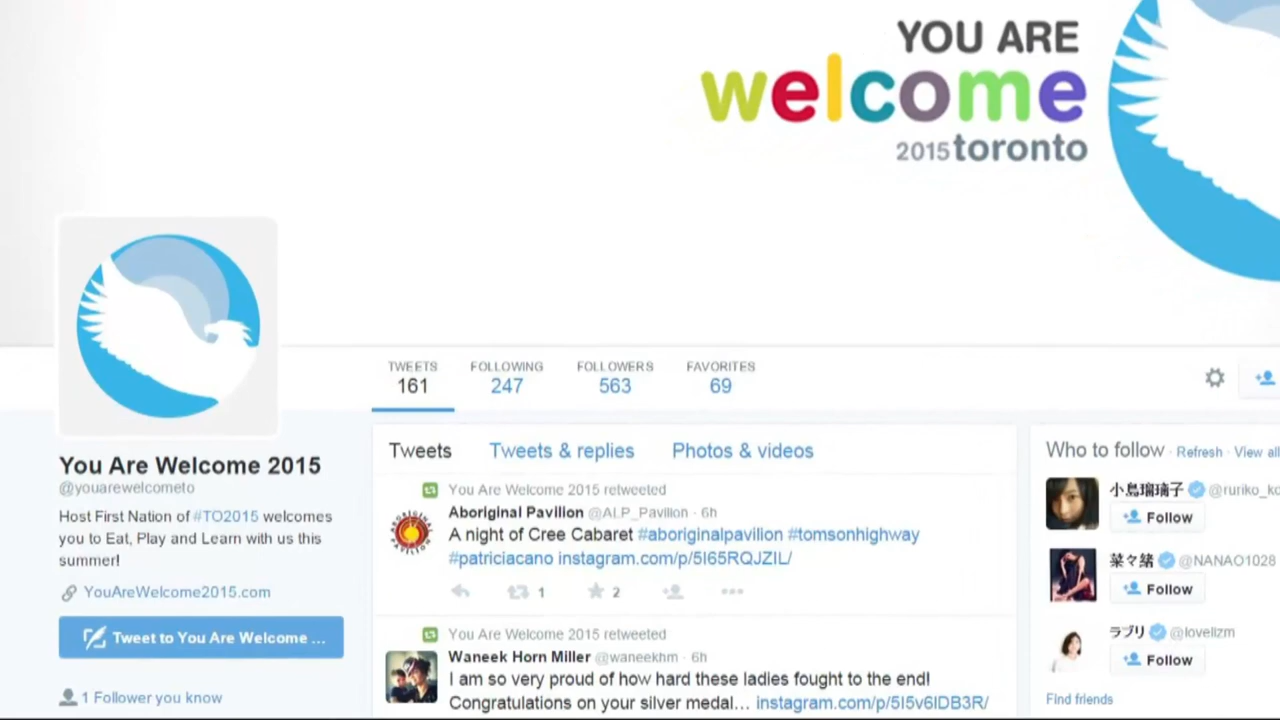 YOU ARE
welcome
2015 toronto
TWEETS
161
FOLLOWING
247
FOLLOWERS
563
FAVORITES
69
You Are Welcome 2015
@youarewelcometo
Host First Nation of #TO2015 welcomes
you to Eat, Play and Learn with us this
summer!
YouAreWelcome2015.com
Tweet to You Are Welcome ...
1 Follower you know
Tweets
Tweets & replies
Photos & videos
You Are Welcome 2015 retweeted
Aboriginal Pavilion @ALP_Pavilion · 6h
A night of Cree Cabaret #aboriginalpavilion #tomsonhighway
#patriciacano instagram.com/p/5I65RQJZIL/
1
2
You Are Welcome 2015 retweeted
Waneek Horn Miller @waneekhm · 6h
I am so very proud of how hard these ladies fought to the end!
Congratulations on your silver medal... instagram.com/p/5I5v6IDB3R/
ABORIGINAL
PAVILION
Who to follow · Refresh · View all
小島瑠璃子 @ruriko_ko
Follow
菜々緒 @NANAO1028
Follow
ラブリ @lovelizm
Follow
Find friends